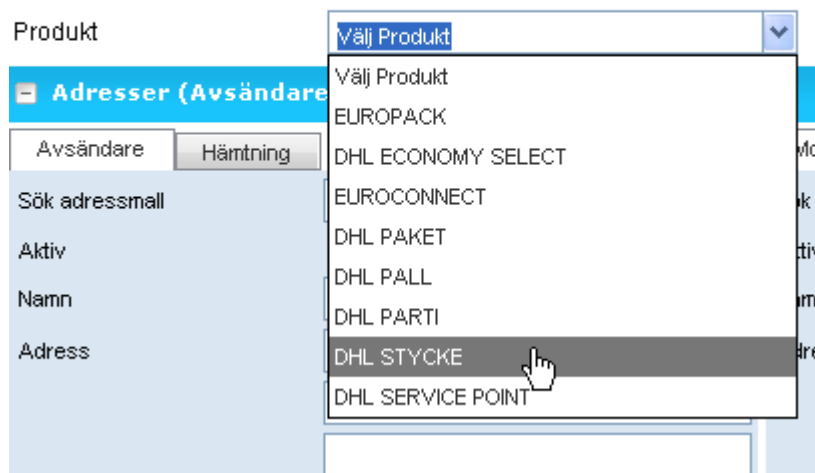 Produkt
Välj Produkt
Välj Produkt
EUROPACK
DHL ECONOMY SELECT
EUROCONNECT
DHL PAKET
DHL PALL
DHL PARTI
DHL STYCKE
DHL SERVICE POINT
Adresser (Avsändare
Avsändare
Hämtning
Sök adressmall
Aktiv
Namn
Adress